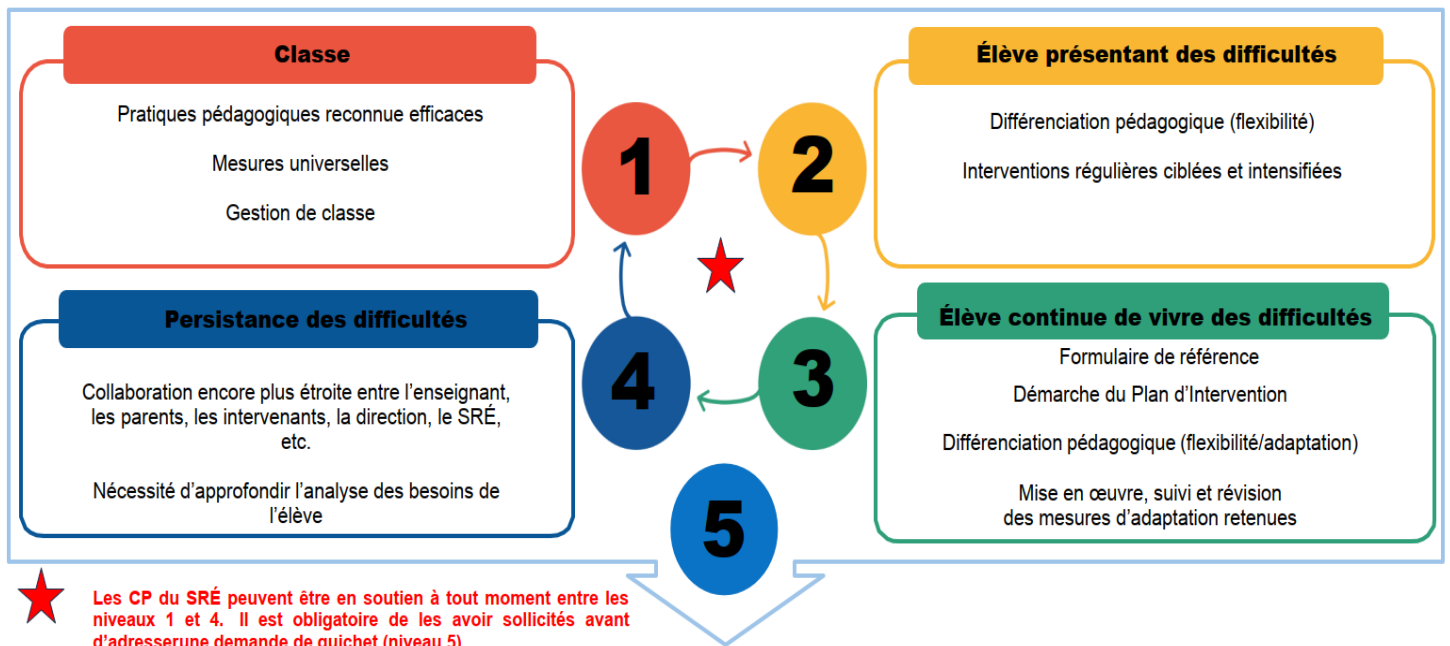 Classe
Pratiques pédagogiques reconnue efficaces
Mesures universelles
Gestion de classe
1
2
Élève présentant des difficultés
Différenciation pédagogique (flexibilité)
Interventions régulières ciblées et intensifiées
Persistance des difficultés
Collaboration encore plus étroite entre l’enseignant,
les parents, les intervenants, la direction, le SRÉ,
etc.
Nécessité d’approfondir l’analyse des besoins de
l’élève
4
3
Élève continue de vivre des difficultés
Formulaire de référence
Démarche du Plan d’Intervention
Différenciation pédagogique (flexibilité/adaptation)
Mise en œuvre, suivi et révision
des mesures d’adaptation retenues
5
Les CP du SRÉ peuvent être en soutien à tout moment entre les
niveaux 1 et 4. Il est obligatoire de les avoir sollicités avant
d’adresserune demande de guichet (niveau 5)